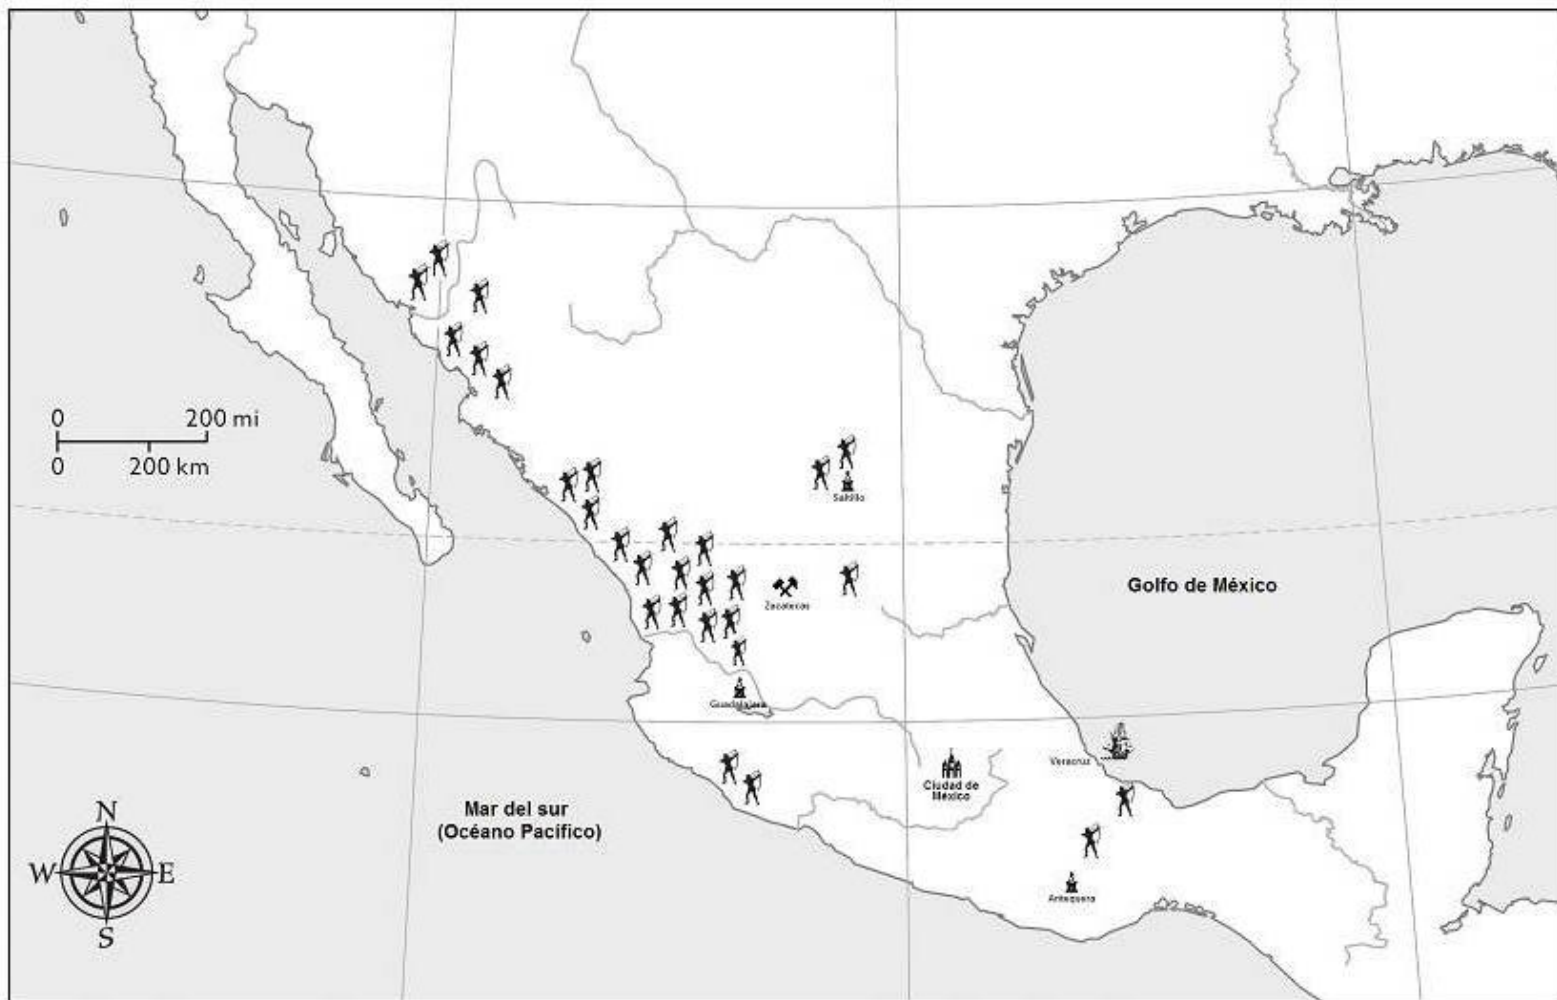 0 200 mi
0 200 km
Saltillo
Zacatecas
Golfo de México
Guadalajara
Veracruz
Ciudad de
México
Mar del sur
(Océano Pacífico)
Antequera
N
W E
S